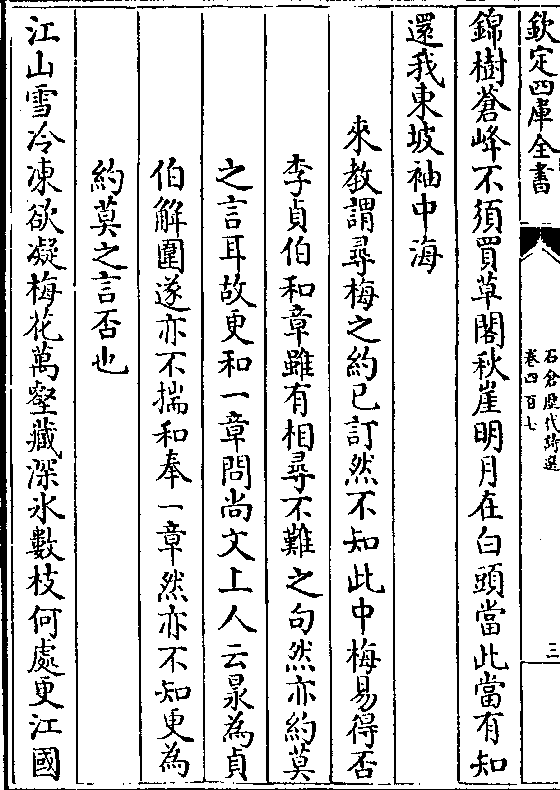 欽定四庫全書
石倉歷代詩選
卷四百七
三
錦樹蒼峰不須買草閣秋崖明月在白頭當此當有知
還我東坡袖中海
來教謂尋梅之約已訂然不知此中梅易得否
李貞伯和章雖有相尋不難之句然亦約莫
之言耳故更和一章問尚文上人云晸為貞
伯解圍遂亦不揣和奉一章然亦不知更為
約莫之言否也
江山雪冷凍欲凝梅花萬壑藏深氷數枝何處更江國